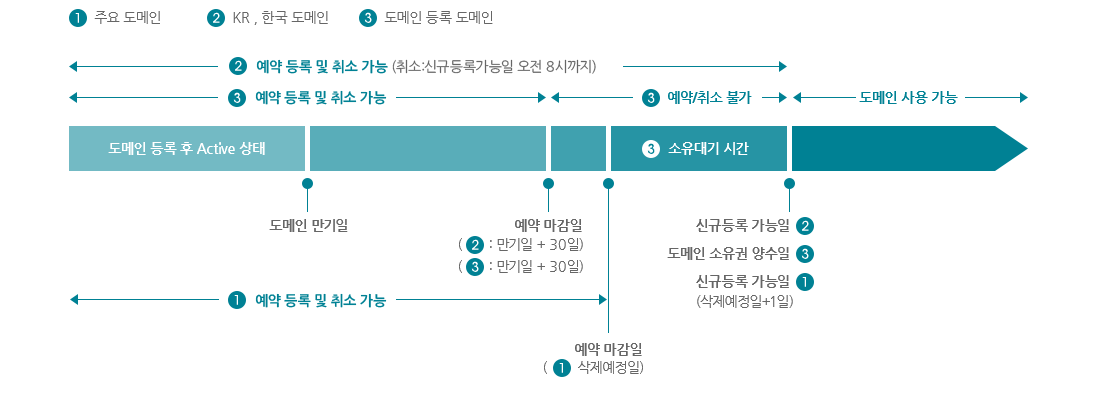 1 주요 도메인 2 KR , 한국 도메인 3 도메인 등록 도메인
2 예약 등록 및 취소 가능 (취소:신규등록가능일 오전 8시까지)
3 예약 등록 및 취소 가능 3 예약/취소 불가 도메인 사용 가능
도메인 등록 후 Active 상태 3 소유대기 시간
도메인 만기일 예약 마감일 신규등록 가능일 2
( 2 : 만기일 + 30일)
도메인 소유권 양수일 3
( 3 : 만기일 + 30일)
신규등록 가능일 1
(삭제예정일+1일)
1 예약 등록 및 취소 가능
예약 마감일
( 1 삭제예정일)